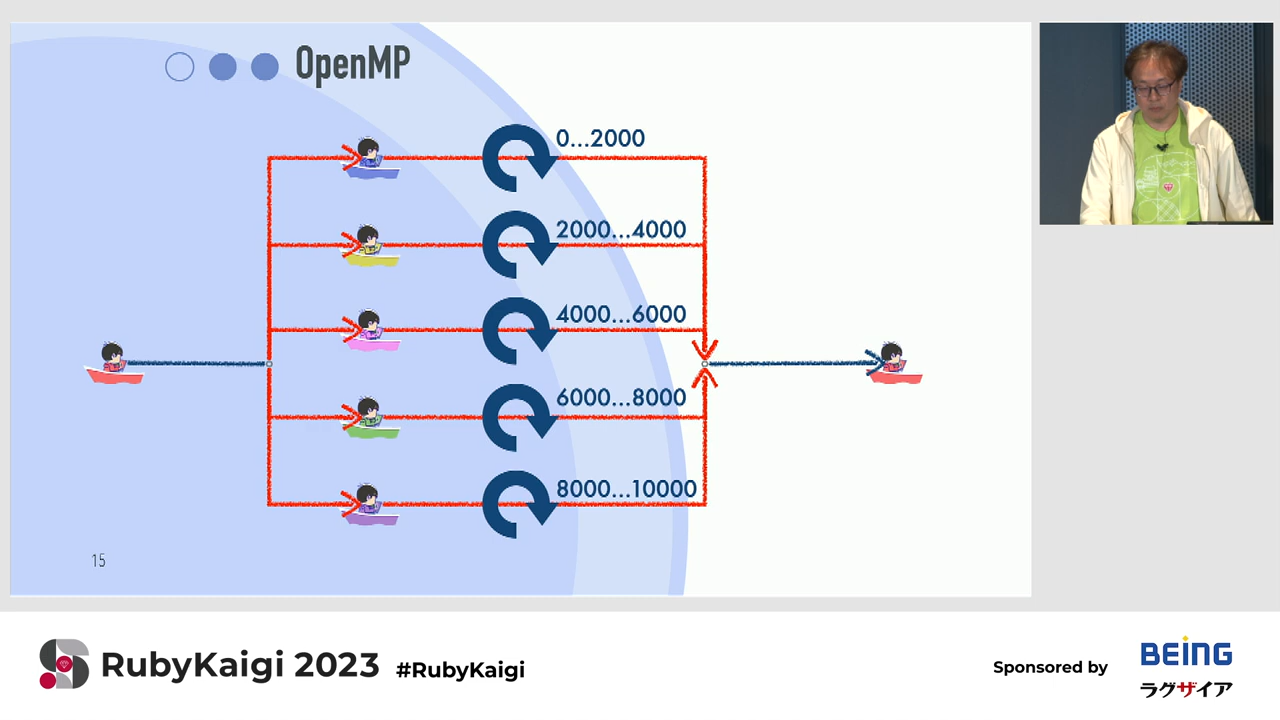 OpenMP
0...2000
2000...4000
4000...6000
6000...8000
8000...10000
15
RubyKaigi 2023 #RubyKaigi
Sponsored by
BEING
ラグザイア